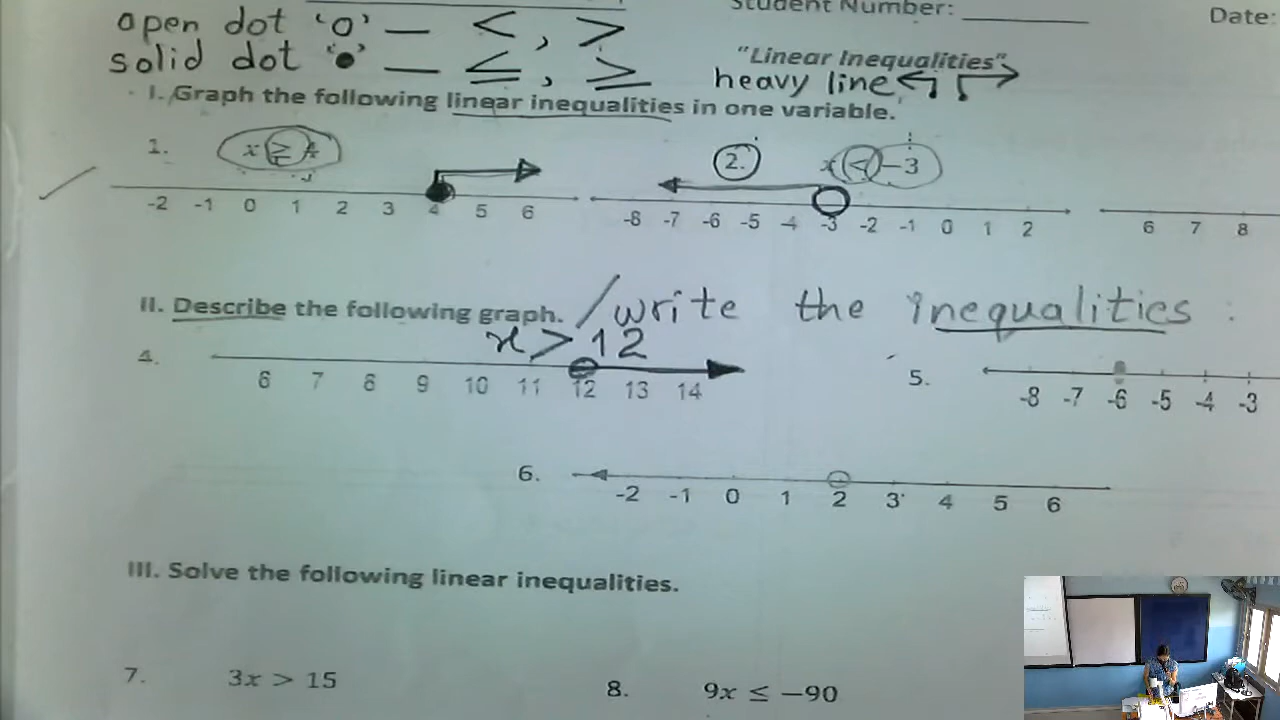 Student Number: ________
Date:
open dot 'o' — <, >
solid dot '●' — ≤, ≥
"Linear Inequalities"
heavy line
I. Graph the following linear inequalities in one variable.
1. x ≥ 4
2. x < −3
-2 -1 0 1 2 3 4 5 6
-8 -7 -6 -5 -4 -3 -2 -1 0 1 2
6 7 8
II. Describe the following graph. / write the inequalities :
x > 12
4.
6 7 8 9 10 11 12 13 14
5.
-8 -7 -6 -5 -4 -3
6.
-2 -1 0 1 2 3 4 5 6
III. Solve the following linear inequalities.
7. 3x > 15
8. 9x ≤ −90